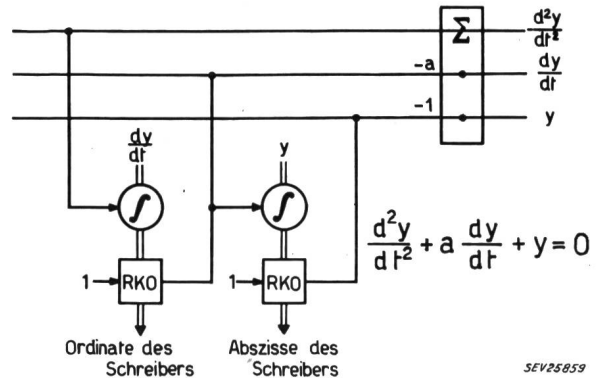 Σ
d²y
dt²
-a
dy
dt
-1
y
dy
dt
y
∫
∫
d²y/dt² + a dy/dt + y = 0
1
RKO
1
RKO
Ordinate des
Schreibers
Abszisse des
Schreibers
SEV25859